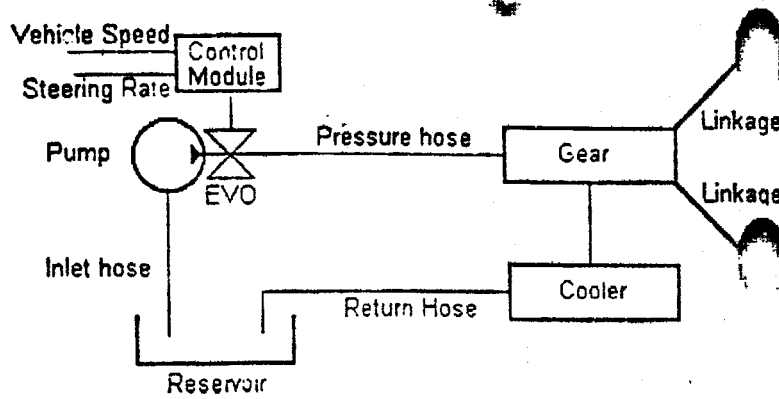 Vehicle Speed
Control
Module
Steering Rate
Pump
EVO
Pressure hose
Gear
Linkage
Linkage
Inlet hose
Return Hose
Cooler
Reservoir